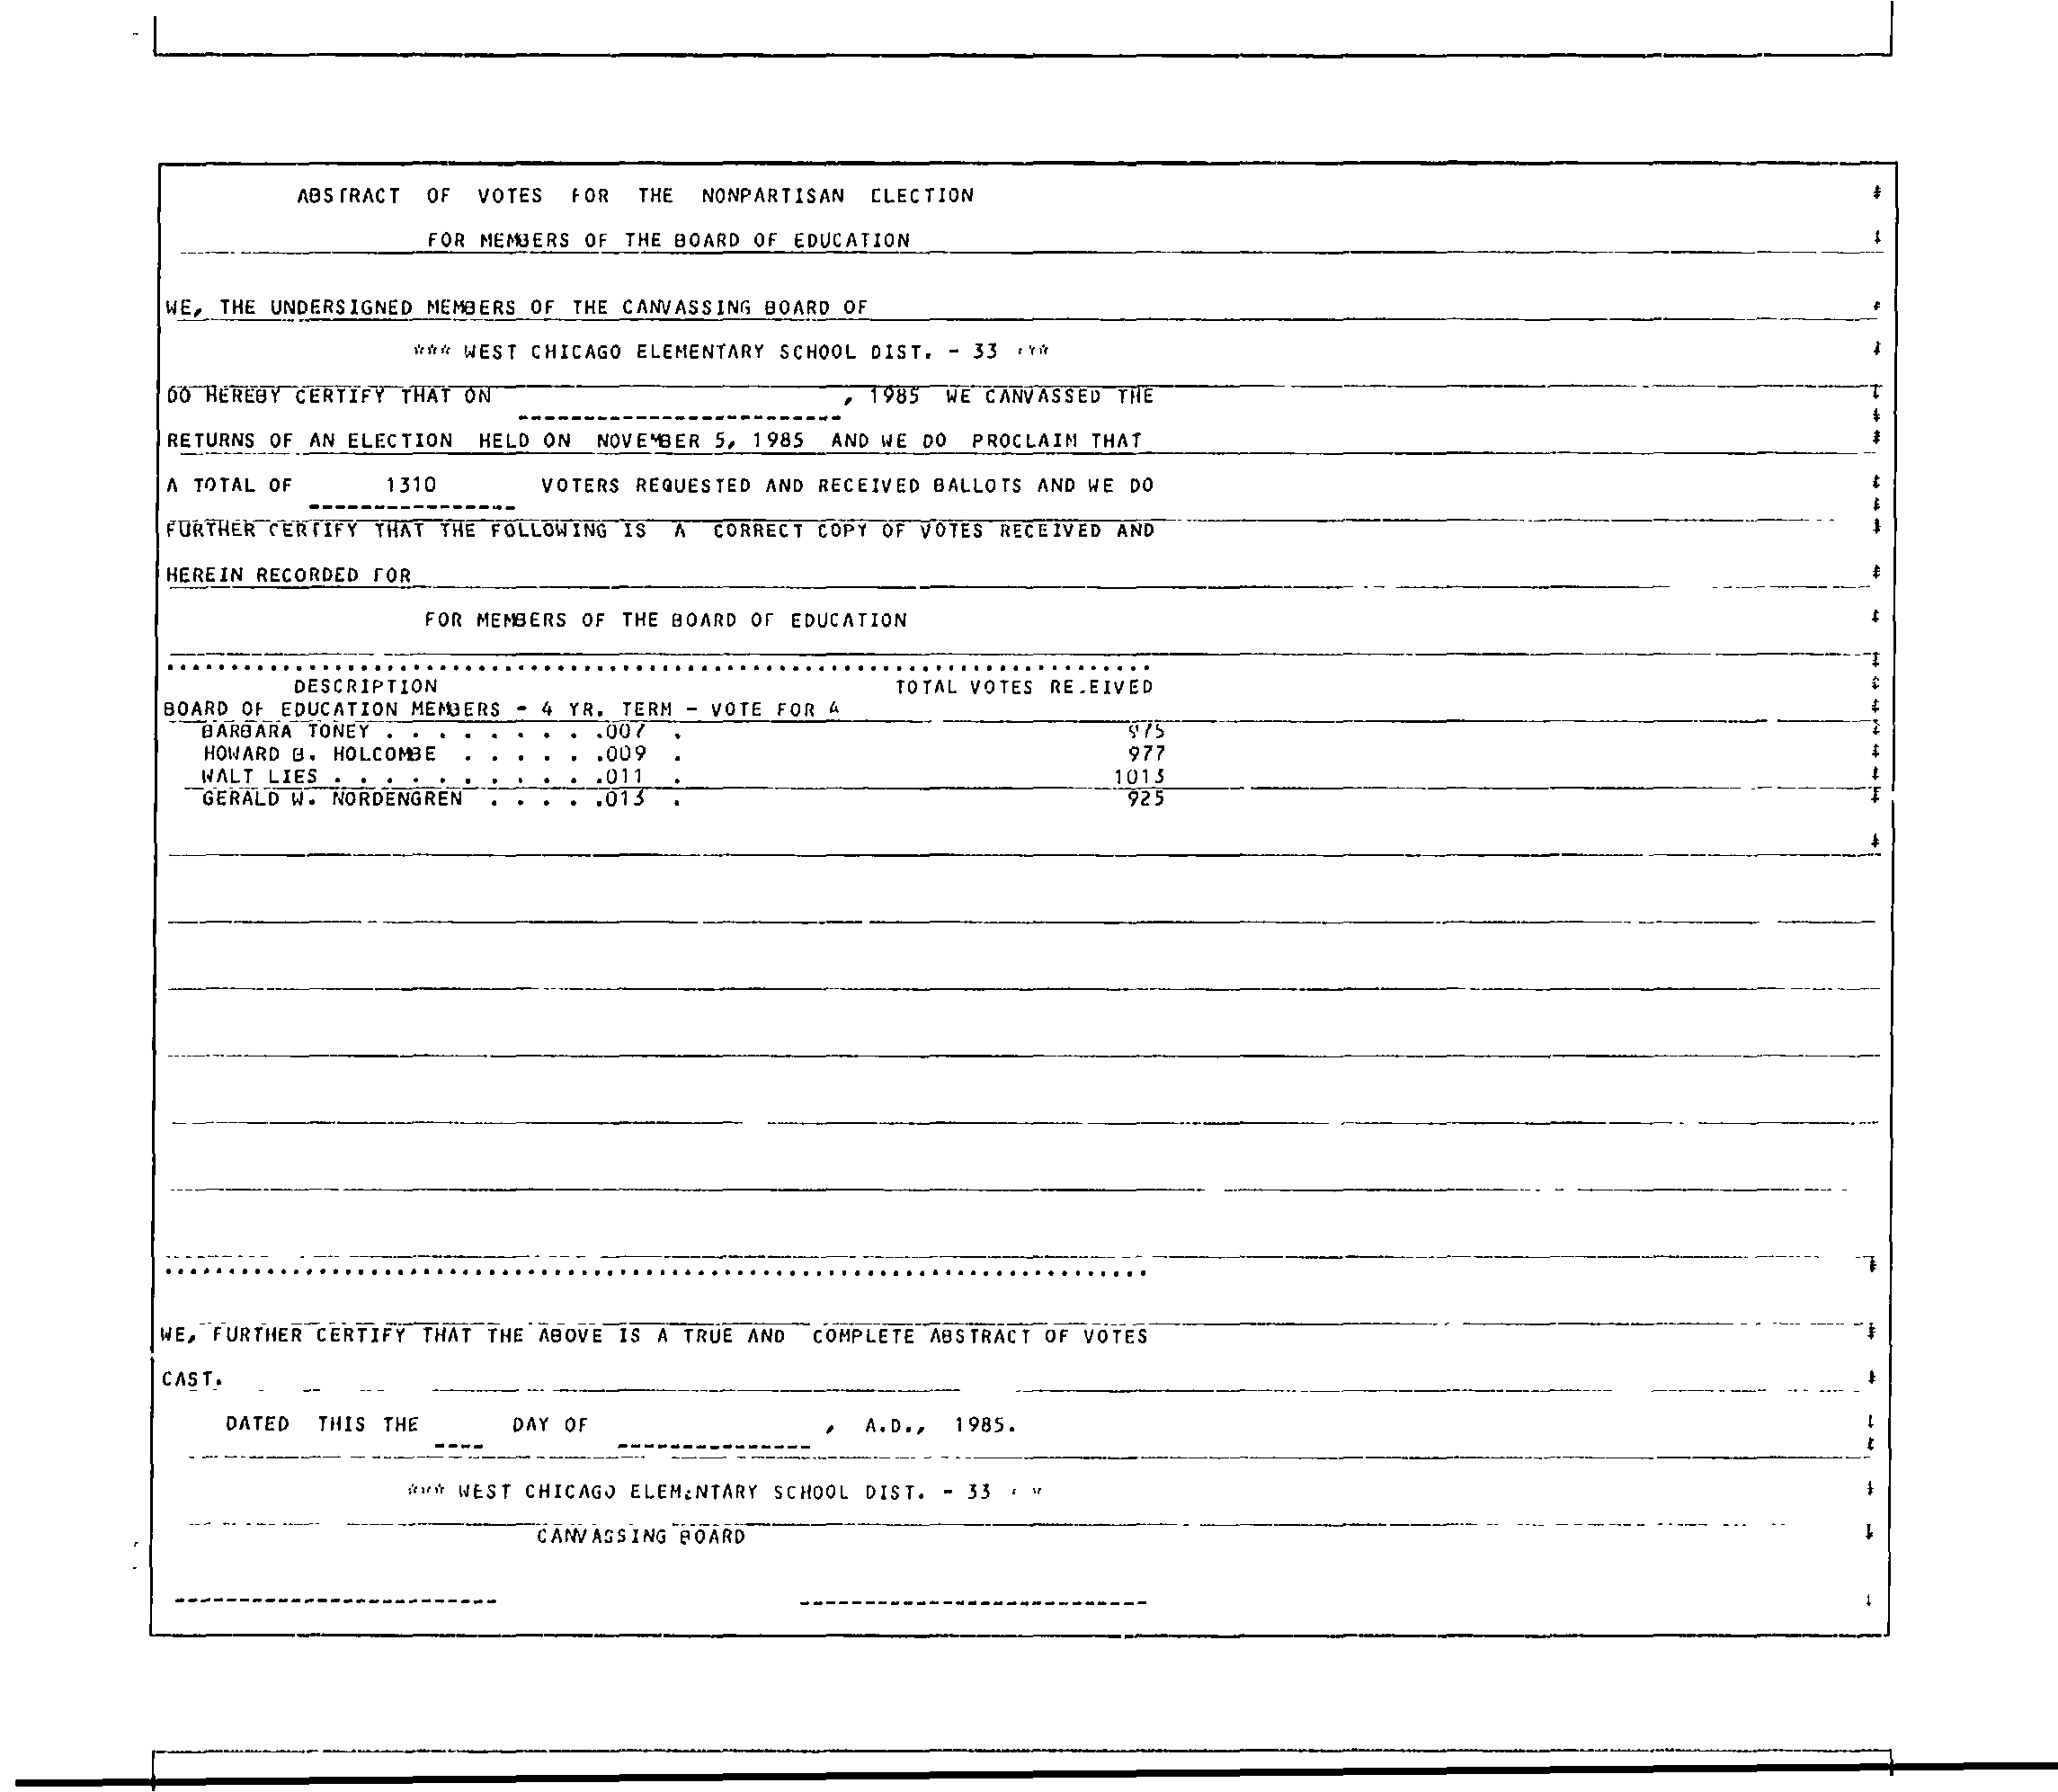 ABSTRACT OF VOTES FOR THE NONPARTISAN ELECTION
FOR MEMBERS OF THE BOARD OF EDUCATION
WE, THE UNDERSIGNED MEMBERS OF THE CANVASSING BOARD OF
*** WEST CHICAGO ELEMENTARY SCHOOL DIST. - 33 ***
DO HEREBY CERTIFY THAT ON , 1985 WE CANVASSED THE
RETURNS OF AN ELECTION HELD ON NOVEMBER 5, 1985 AND WE DO PROCLAIM THAT
A TOTAL OF 1310 VOTERS REQUESTED AND RECEIVED BALLOTS AND WE DO
FURTHER CERTIFY THAT THE FOLLOWING IS A CORRECT COPY OF VOTES RECEIVED AND
HEREIN RECORDED FOR
FOR MEMBERS OF THE BOARD OF EDUCATION
DESCRIPTION TOTAL VOTES RECEIVED
BOARD OF EDUCATION MEMBERS - 4 YR. TERM - VOTE FOR 4
BARBARA TONEY . . . . . . . . . .007 . 975
HOWARD B. HOLCOMBE . . . . . .009 . 977
WALT LIES . . . . . . . . . . .011 . 1013
GERALD W. NORDENGREN . . . . .013 . 925
WE, FURTHER CERTIFY THAT THE ABOVE IS A TRUE AND COMPLETE ABSTRACT OF VOTES
CAST.
DATED THIS THE DAY OF , A.D., 1985.
*** WEST CHICAGO ELEMENTARY SCHOOL DIST. - 33 * *
CANVASSING BOARD